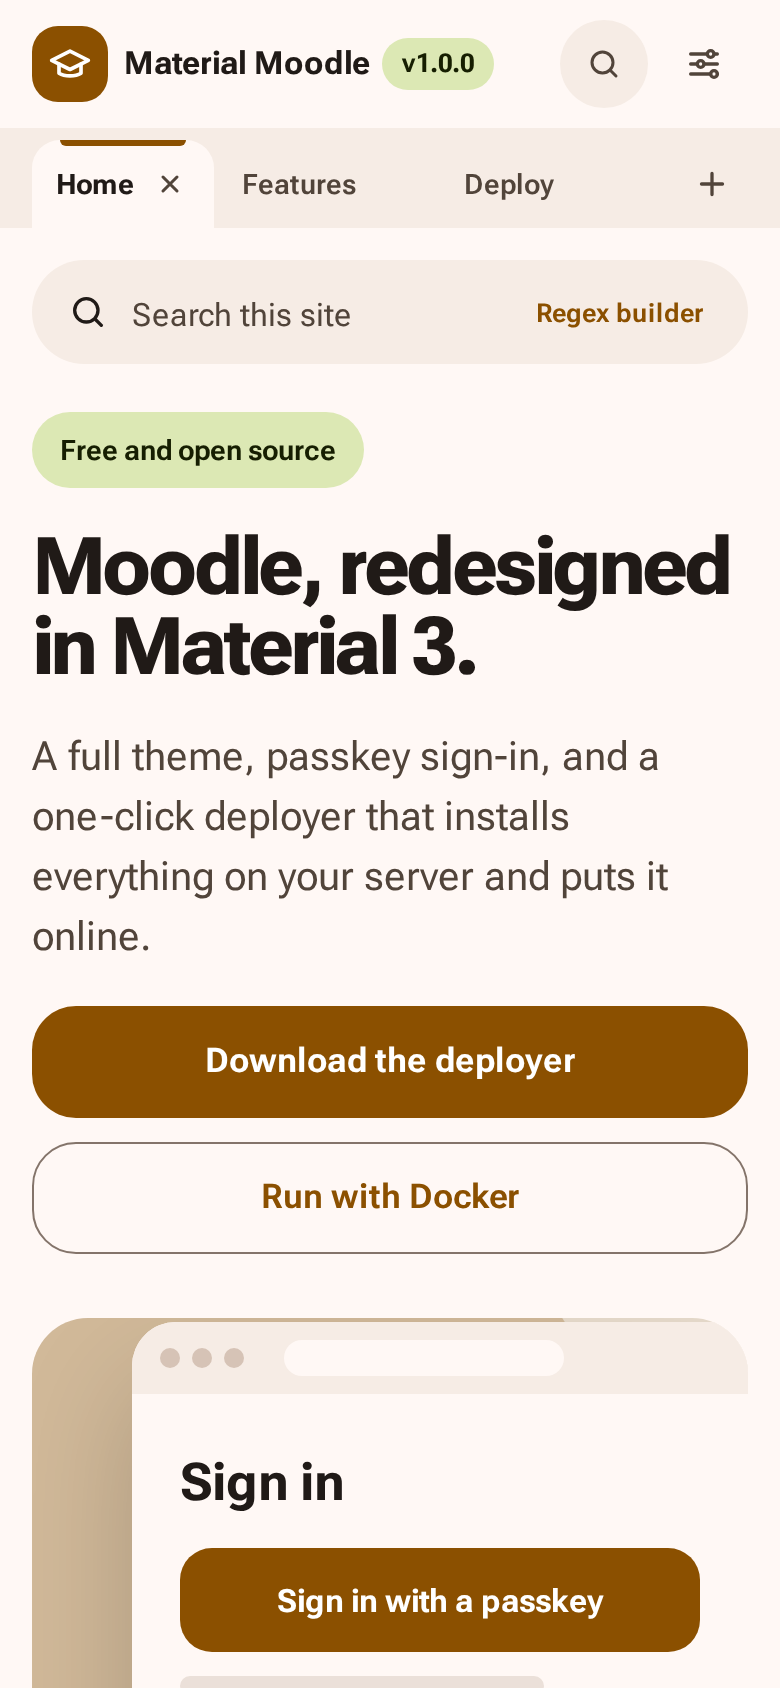 Material Moodle v1.0.0
Home Features Deploy
Search this site Regex builder
Free and open source
Moodle, redesigned
in Material 3.
A full theme, passkey sign-in, and a
one-click deployer that installs
everything on your server and puts it
online.
Download the deployer
Run with Docker
Sign in
Sign in with a passkey